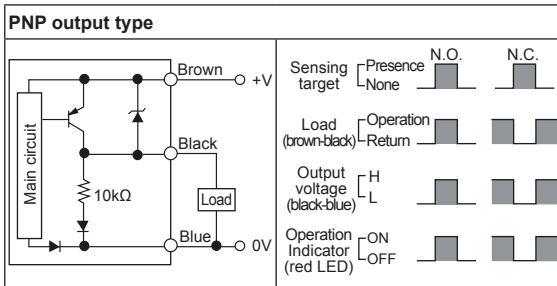 PNP output type
Brown
+V
Main circuit
Black
10kΩ
Load
Blue
0V
N.O.
N.C.
Sensing target
Presence
None
Load
(brown-black)
Operation
Return
Output voltage
(black-blue)
H
L
Operation Indicator
(red LED)
ON
OFF